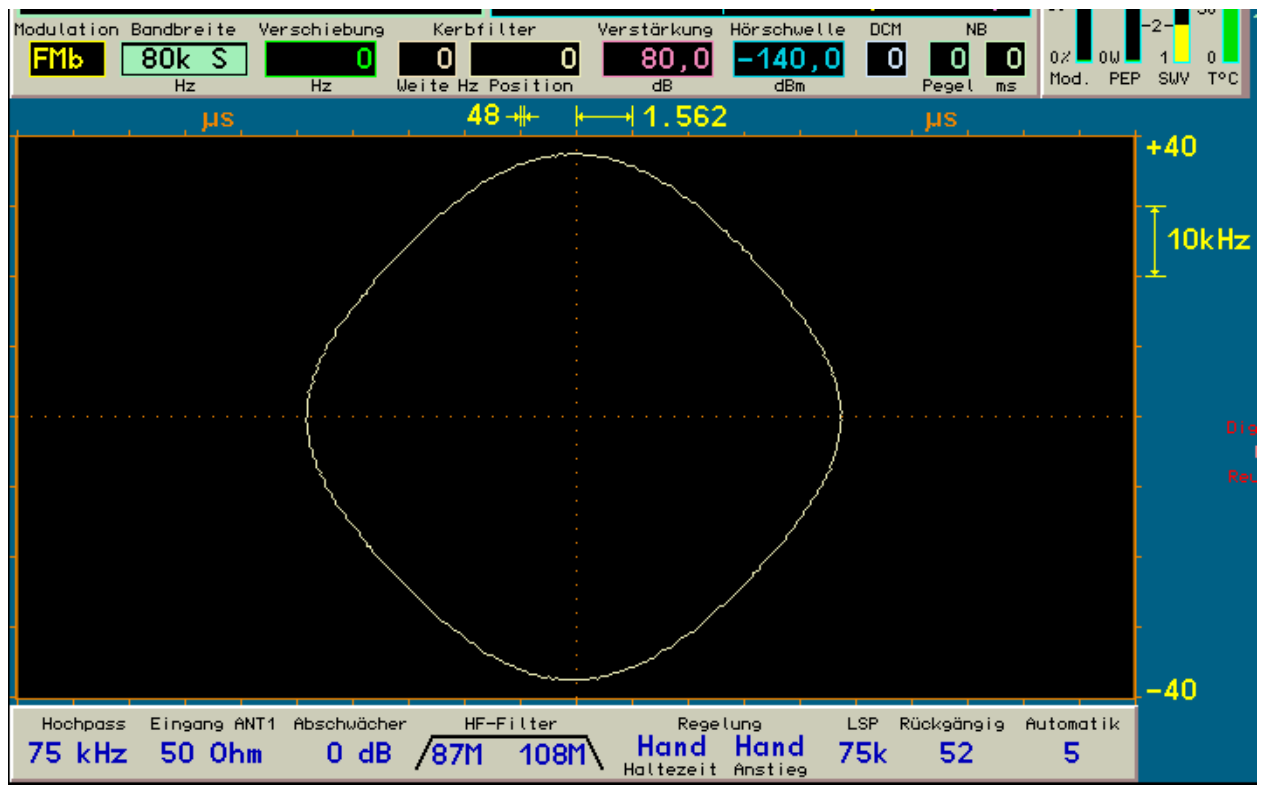 Modulation Bandbreite Verschiebung Kerbfilter Verstärkung Hörschwelle DCM NB
FMb 80k S 0 0 0 80,0 -140,0 0 0 0
Hz Hz Weite Hz Position dB dBm Pegel ms
-2-
0% 0W 1 0
Mod. PEP SWV T°C
µs 48 1.562 µs
+40
10kHz
-40
Hochpass Eingang ANT1 Abschwächer HF-Filter Regelung LSP Rückgängig Automatik
75 kHz 50 Ohm 0 dB 87M 108M Hand Hand 75k 52 5
Haltezeit Anstieg